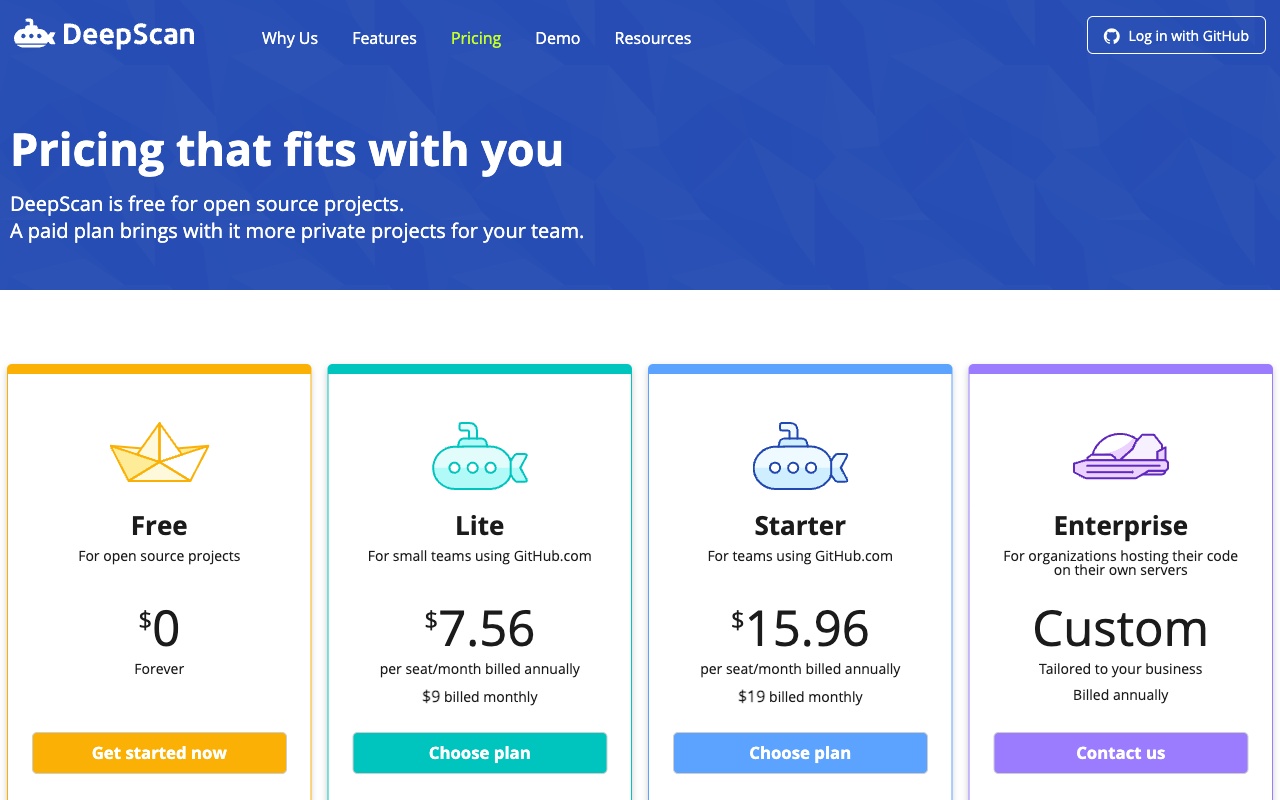 DeepScan
Why Us
Features
Pricing
Demo
Resources
Log in with GitHub
Pricing that fits with you
DeepScan is free for open source projects.
A paid plan brings with it more private projects for your team.
Free
For open source projects
$0
Forever
Get started now
Lite
For small teams using GitHub.com
$7.56
per seat/month billed annually
$9 billed monthly
Choose plan
Starter
For teams using GitHub.com
$15.96
per seat/month billed annually
$19 billed monthly
Choose plan
Enterprise
For organizations hosting their code
on their own servers
Custom
Tailored to your business
Billed annually
Contact us